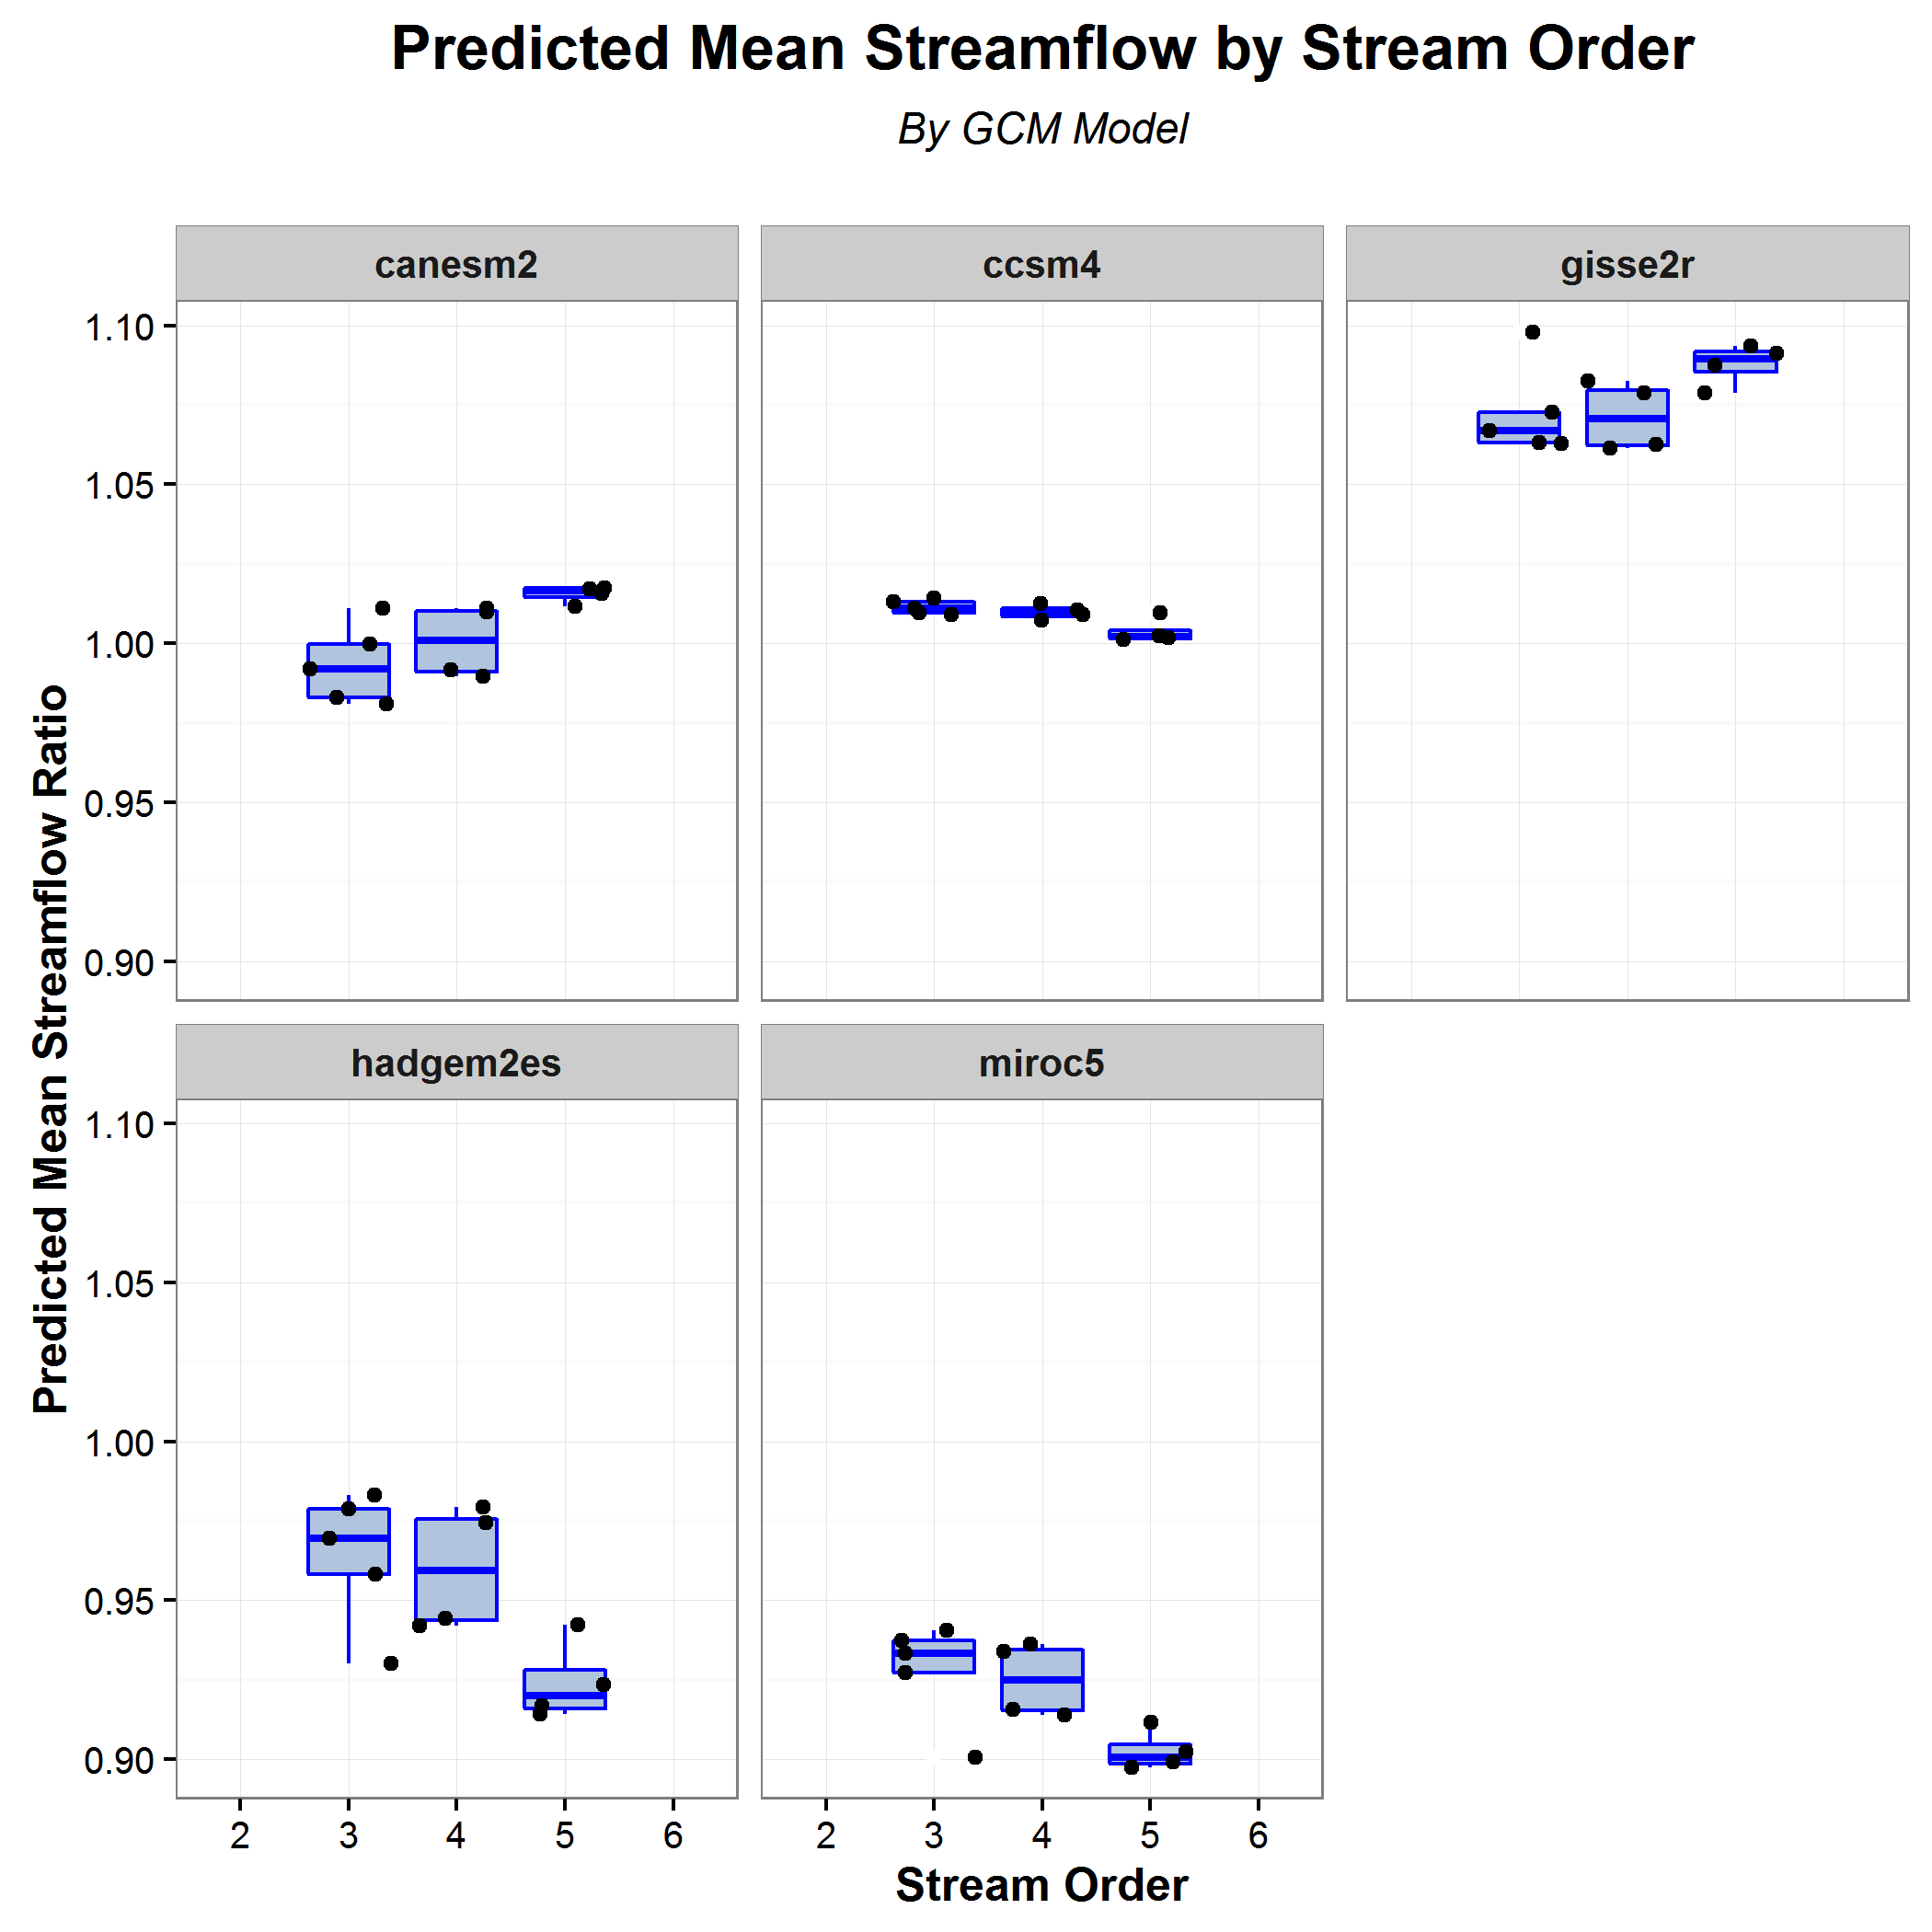 Predicted Mean Streamflow by Stream Order
By GCM Model
canesm2 ccsm4 gisse2r
1.10
1.05
1.00
0.95
0.90
Predicted Mean Streamflow Ratio
hadgem2es miroc5
1.10
1.05
1.00
0.95
0.90
2 3 4 5 6 2 3 4 5 6
Stream Order